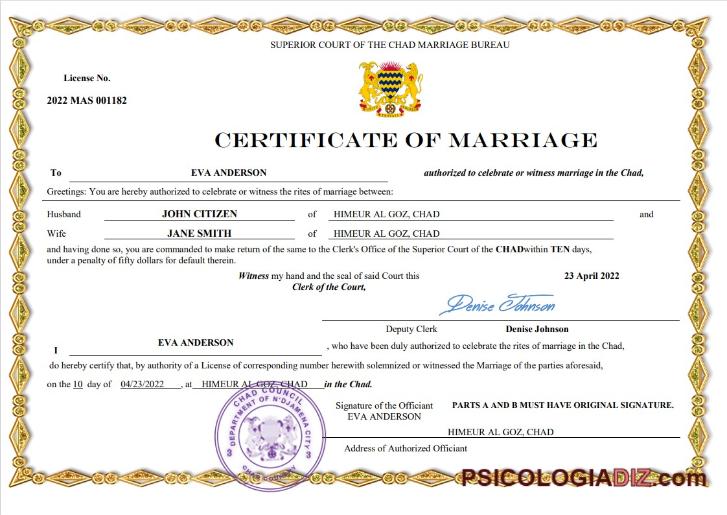 SUPERIOR COURT OF THE CHAD MARRIAGE BUREAU
License No.
2022 MAS 001182
CERTIFICATE OF MARRIAGE
To EVA ANDERSON authorized to celebrate or witness marriage in the Chad,
Greetings: You are hereby authorized to celebrate or witness the rites of marriage between:
Husband JOHN CITIZEN of HIMEUR AL GOZ, CHAD and
Wife JANE SMITH of HIMEUR AL GOZ, CHAD
and having done so, you are commanded to make return of the same to the Clerk's Office of the Superior Court of the CHADwithin TEN days,
under a penalty of fifty dollars for default therein.
Witness my hand and the seal of said Court this 23 April 2022
Clerk of the Court,
Denise Johnson
Deputy Clerk Denise Johnson
I EVA ANDERSON , who have been duly authorized to celebrate the rites of marriage in the Chad,
do hereby certify that, by authority of a License of corresponding number herewith solemnized or witnessed the Marriage of the parties aforesaid,
on the 10 day of 04/23/2022 , at HIMEUR AL GOZ, CHAD in the Chad.
CHAD COUNCIL
DEPARTMENT OF N'DJAMENA CITY
CHAD COUNTRY
Signature of the Officiant PARTS A AND B MUST HAVE ORIGINAL SIGNATURE.
EVA ANDERSON
HIMEUR AL GOZ, CHAD
Address of Authorized Officiant
PSICOLOGIADIZ.com